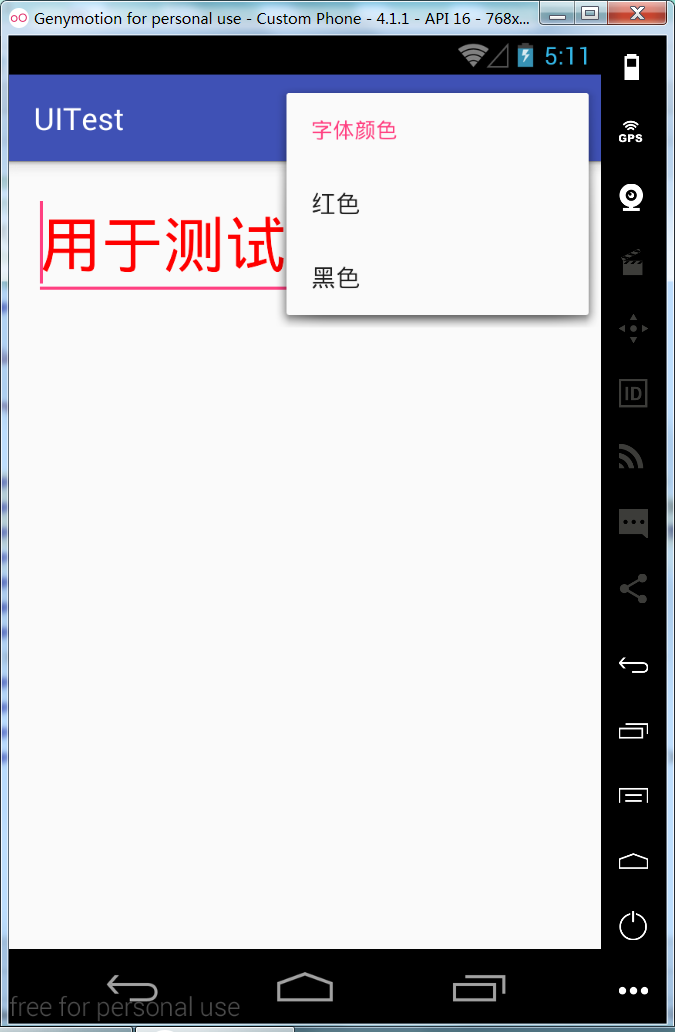 Genymotion for personal use - Custom Phone - 4.1.1 - API 16 - 768x...
5:11
UITest
字体颜色
红色
黑色
用于测试
GPS
ID
free for personal use